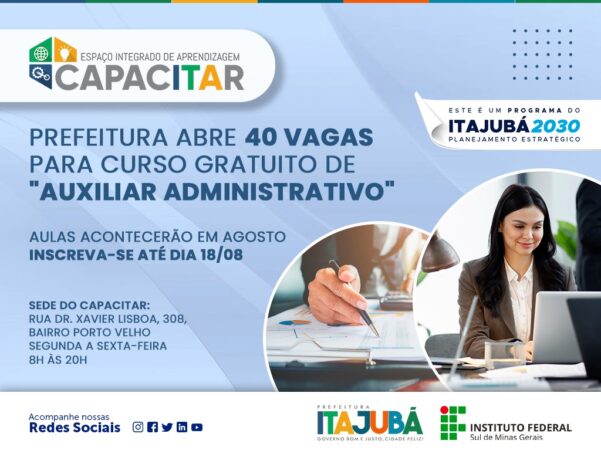 ESPAÇO INTEGRADO DE APRENDIZAGEM
CAPACITAR
ESTE É UM PROGRAMA DO
ITAJUBÁ2030
PLANEJAMENTO ESTRATÉGICO
PREFEITURA ABRE 40 VAGAS
PARA CURSO GRATUITO DE
"AUXILIAR ADMINISTRATIVO"
AULAS ACONTECERÃO EM AGOSTO
INSCREVA-SE ATÉ DIA 18/08
SEDE DO CAPACITAR:
RUA DR. XAVIER LISBOA, 308,
BAIRRO PORTO VELHO
SEGUNDA A SEXTA-FEIRA
8H ÀS 20H
Acompanhe nossas
Redes Sociais
PREFEITURA
ITAJUBÁ
GOVERNO BOM E JUSTO, CIDADE FELIZ!
INSTITUTO FEDERAL
Sul de Minas Gerais